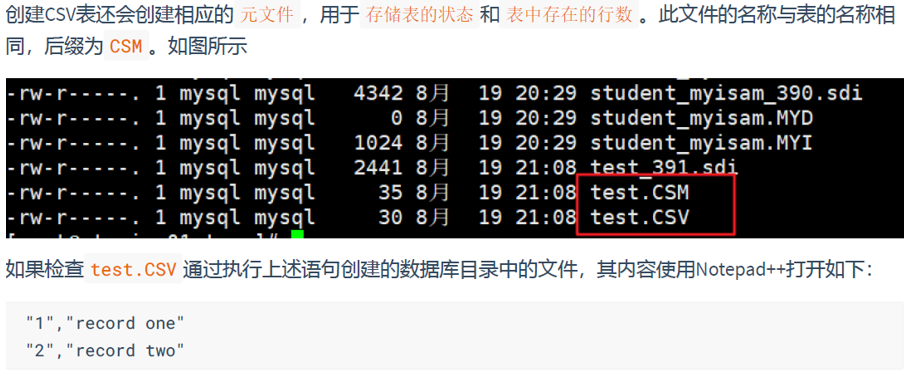 创建CSV表还会创建相应的 元文件 ，用于 存储表的状态 和 表中存在的行数 。此文件的名称与表的名称相
同，后缀为 CSM 。如图所示
-rw-r-----. 1 mysql mysql 4342 8月 19 20:29 student_myisam_390.sdi
-rw-r-----. 1 mysql mysql 0 8月 19 20:29 student_myisam.MYD
-rw-r-----. 1 mysql mysql 1024 8月 19 20:29 student_myisam.MYI
-rw-r-----. 1 mysql mysql 2441 8月 19 21:08 test_391.sdi
-rw-r-----. 1 mysql mysql 35 8月 19 21:08 test.CSM
-rw-r-----. 1 mysql mysql 30 8月 19 21:08 test.CSV
如果检查 test.CSV 通过执行上述语句创建的数据库目录中的文件，其内容使用Notepad++打开如下：
"1","record one"
"2","record two"